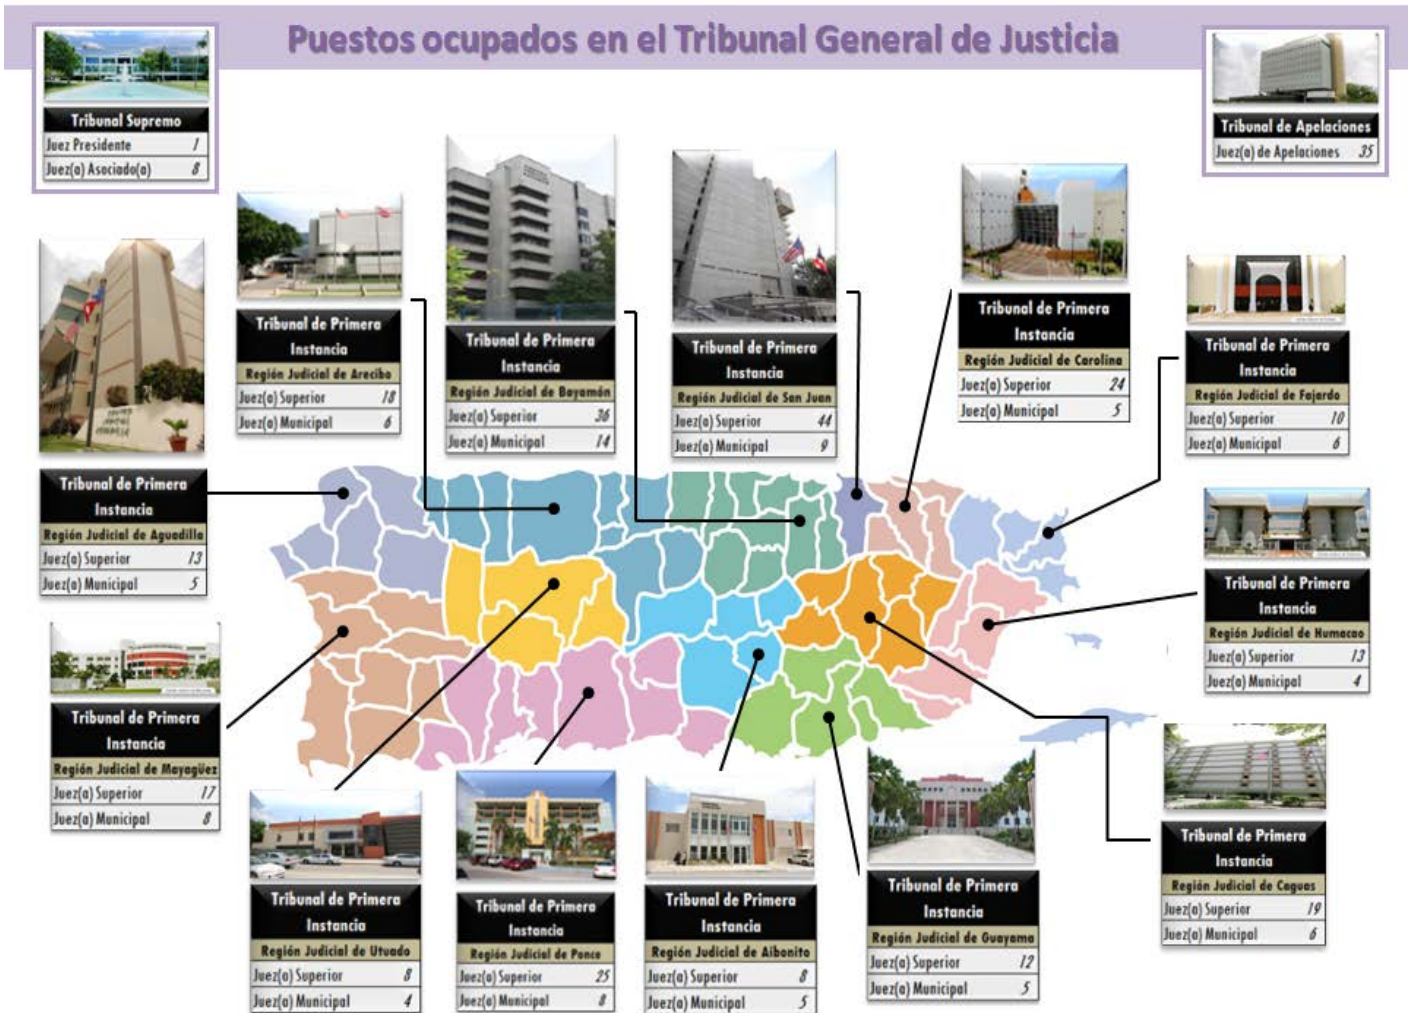 Puestos ocupados en el Tribunal General de Justicia
Tribunal Supremo
Juez Presidente 1
Juez(a) Asociado(a) 8
Tribunal de Apelaciones
Juez(a) de Apelaciones 35
Tribunal de Primera
Instancia
Región Judicial de Arecibo
Juez(a) Superior 18
Juez(a) Municipal 6
Tribunal de Primera
Instancia
Región Judicial de Bayamón
Juez(a) Superior 36
Juez(a) Municipal 14
Tribunal de Primera
Instancia
Región Judicial de San Juan
Juez(a) Superior 44
Juez(a) Municipal 9
Tribunal de Primera
Instancia
Región Judicial de Carolina
Juez(a) Superior 24
Juez(a) Municipal 5
Tribunal de Primera
Instancia
Región Judicial de Fajardo
Juez(a) Superior 10
Juez(a) Municipal 6
Tribunal de Primera
Instancia
Región Judicial de Aguadilla
Juez(a) Superior 13
Juez(a) Municipal 5
Tribunal de Primera
Instancia
Región Judicial de Humacao
Juez(a) Superior 13
Juez(a) Municipal 4
Tribunal de Primera
Instancia
Región Judicial de Mayagüez
Juez(a) Superior 17
Juez(a) Municipal 8
Tribunal de Primera
Instancia
Región Judicial de Utuado
Juez(a) Superior 8
Juez(a) Municipal 4
Tribunal de Primera
Instancia
Región Judicial de Ponce
Juez(a) Superior 25
Juez(a) Municipal 8
Tribunal de Primera
Instancia
Región Judicial de Aibonito
Juez(a) Superior 8
Juez(a) Municipal 5
Tribunal de Primera
Instancia
Región Judicial de Guayama
Juez(a) Superior 12
Juez(a) Municipal 5
Tribunal de Primera
Instancia
Región Judicial de Caguas
Juez(a) Superior 19
Juez(a) Municipal 6